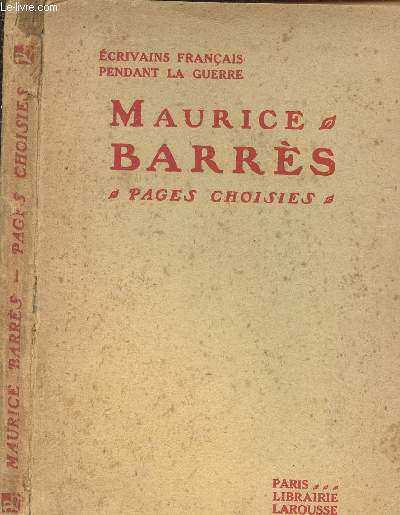 www.le-livre.com
ÉCRIVAINS FRANÇAIS
PENDANT LA GUERRE
MAURICE
BARRÈS
PAGES CHOISIES
PARIS...
LIBRAIRIE
LAROUSSE
MAURICE BARRÈS — PAGES CHOISIES